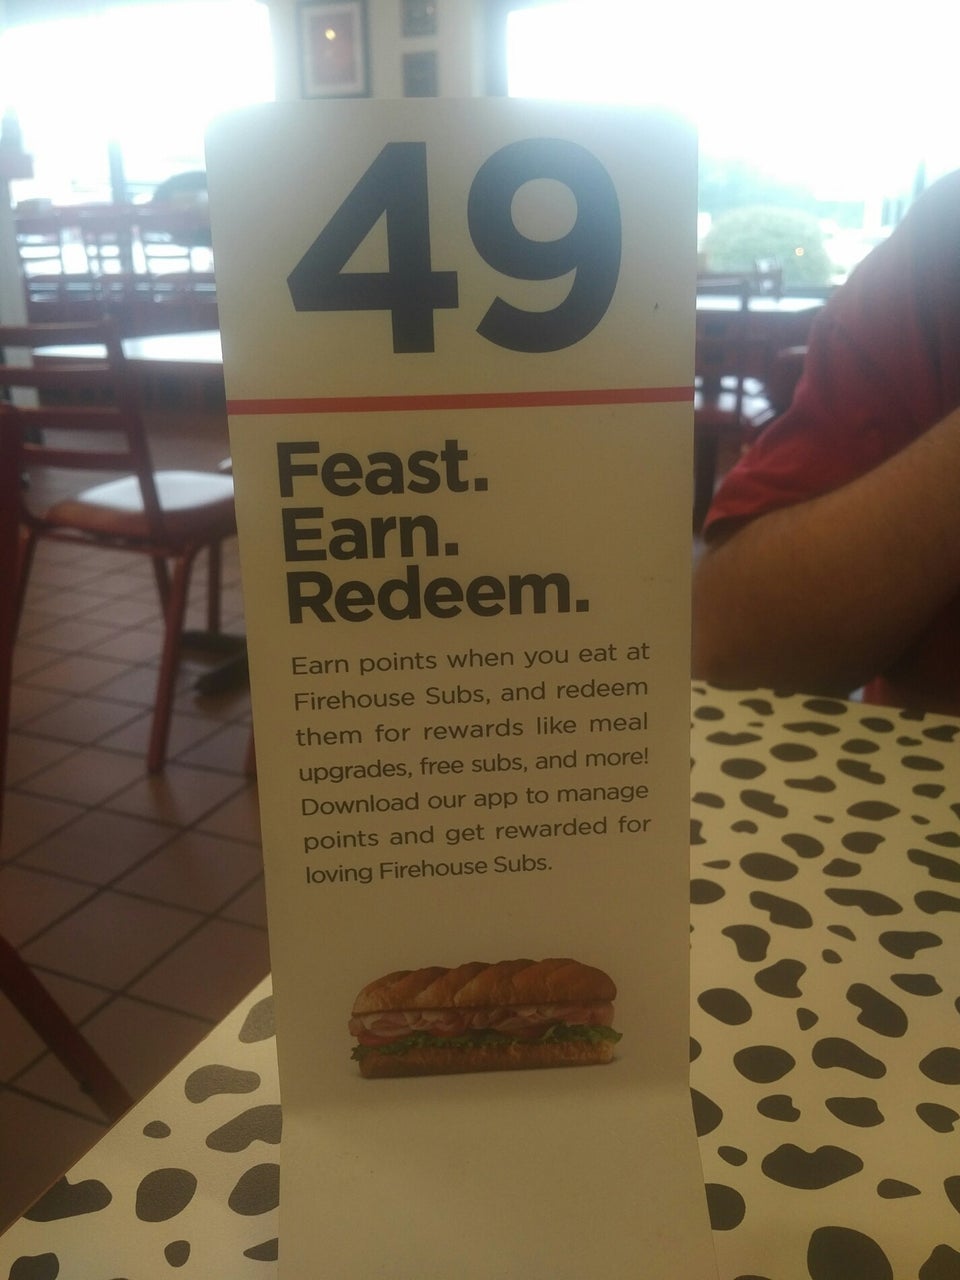 49
Feast.
Earn.
Redeem.
Earn points when you eat at
Firehouse Subs, and redeem
them for rewards like meal
upgrades, free subs, and more!
Download our app to manage
points and get rewarded for
loving Firehouse Subs.